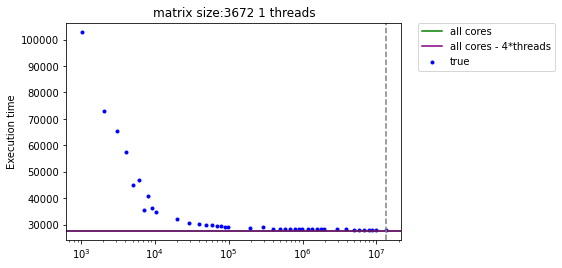 matrix size:3672 1 threads
all cores
all cores - 4*threads
true
Execution time
100000
90000
80000
70000
60000
50000
40000
30000
10³ 10⁴ 10⁵ 10⁶ 10⁷